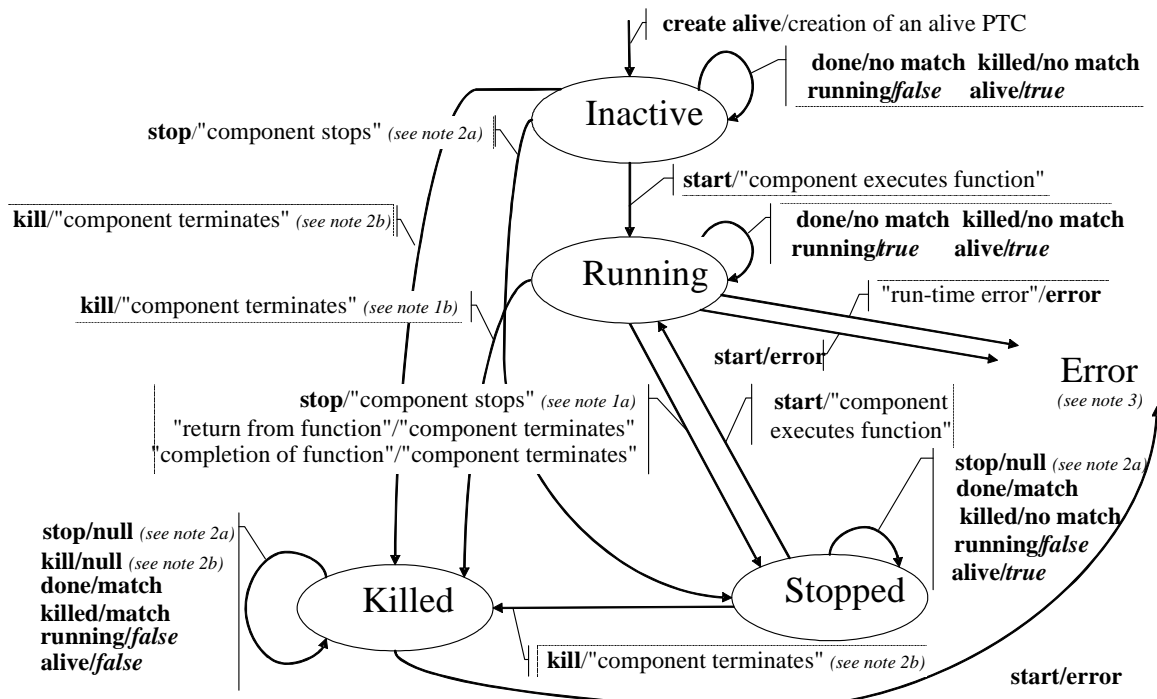 create alive/creation of an alive PTC
done/no match killed/no match
running/false alive/true
Inactive
stop/"component stops" (see note 2a)
start/"component executes function"
kill/"component terminates" (see note 2b)
done/no match killed/no match
running/true alive/true
Running
kill/"component terminates" (see note 1b)
"run-time error"/error
start/error
Error
(see note 3)
stop/"component stops" (see note 1a)
"return from function"/"component terminates"
"completion of function"/"component terminates"
start/"component
executes function"
stop/null (see note 2a)
done/match
killed/no match
running/false
alive/true
stop/null (see note 2a)
kill/null (see note 2b)
done/match
killed/match
running/false
alive/false
Killed
Stopped
kill/"component terminates" (see note 2b)
start/error